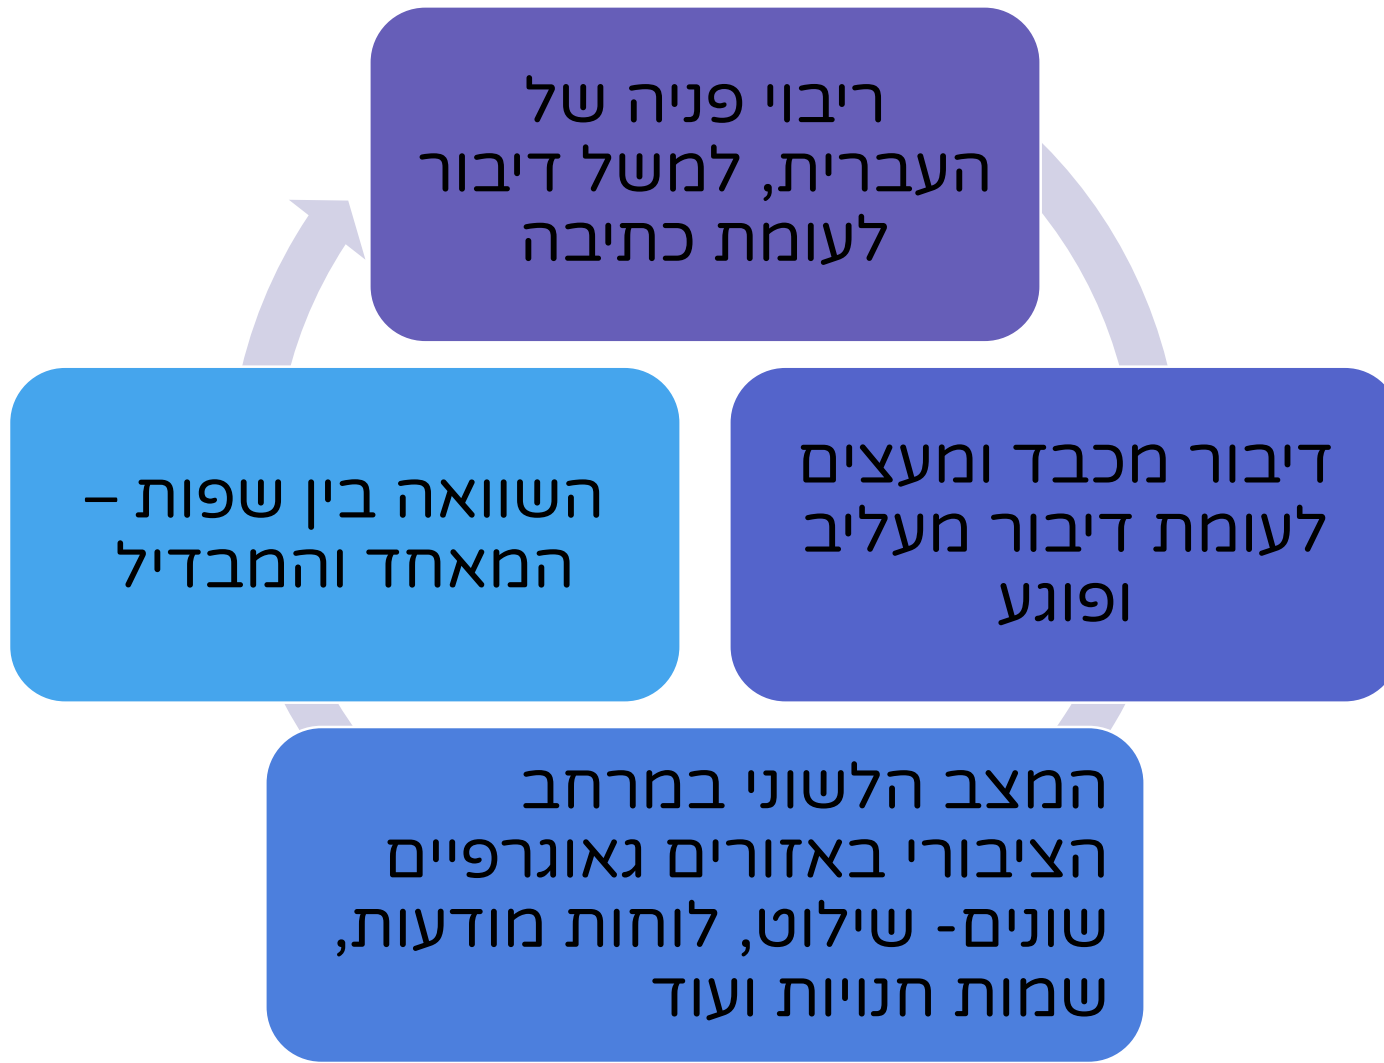 ריבוי פניה של
העברית, למשל דיבור
לעומת כתיבה
דיבור מכבד ומעצים
לעומת דיבור מעליב
ופוגע
המצב הלשוני במרחב
הציבורי באזורים גאוגרפיים
שונים- שילוט, לוחות מודעות,
שמות חנויות ועוד
השוואה בין שפות –
המאחד והמבדיל